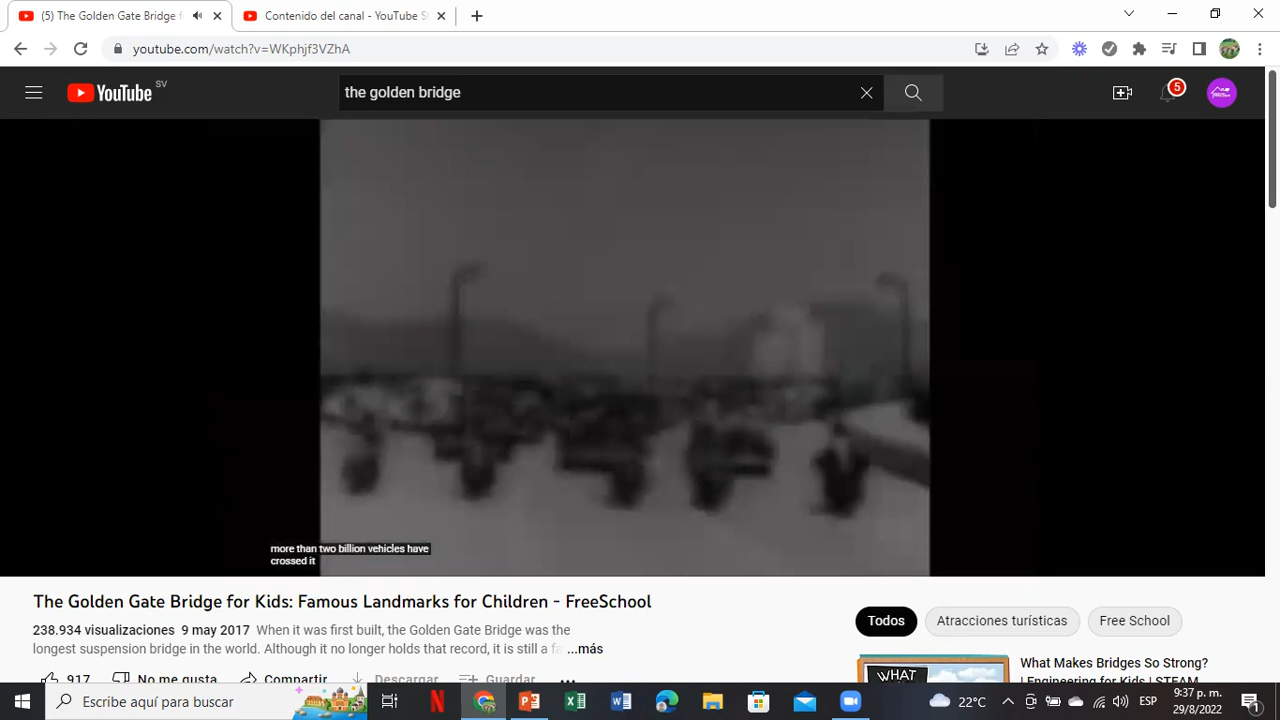 (5) The Golden Gate Bridge f
Contenido del canal - YouTube S
youtube.com/watch?v=WKphjf3VZhA
YouTube SV
the golden bridge
5
more than two billion vehicles have
crossed it
The Golden Gate Bridge for Kids: Famous Landmarks for Children - FreeSchool
238.934 visualizaciones 9 may 2017 When it was first built, the Golden Gate Bridge was the
longest suspension bridge in the world. Although it no longer holds that record, it is still a fa ...más
917 No me gusta Compartir Descargar Guardar
Todos
Atracciones turísticas
Free School
WHAT
What Makes Bridges So Strong?
| Engineering for Kids | STEAM
Escribe aquí para buscar
22°C
ESP
9:37 p. m.
29/8/2022
1